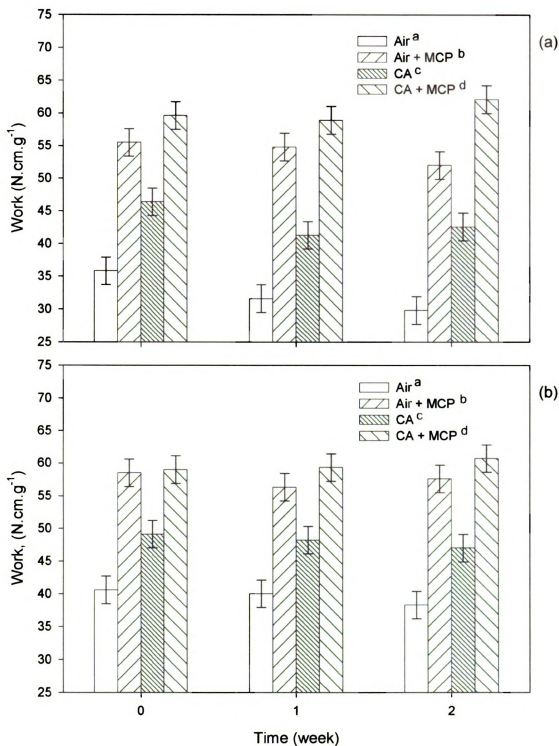 75
70
65
60
55
50
45
40
35
30
25
Work (N.cm.g-1)
(a)
Air a
Air + MCP b
CA c
CA + MCP d
75
70
65
60
55
50
45
40
35
30
25
Work, (N.cm.g-1)
(b)
Air a
Air + MCP b
CA c
CA + MCP d
0 1 2
Time (week)